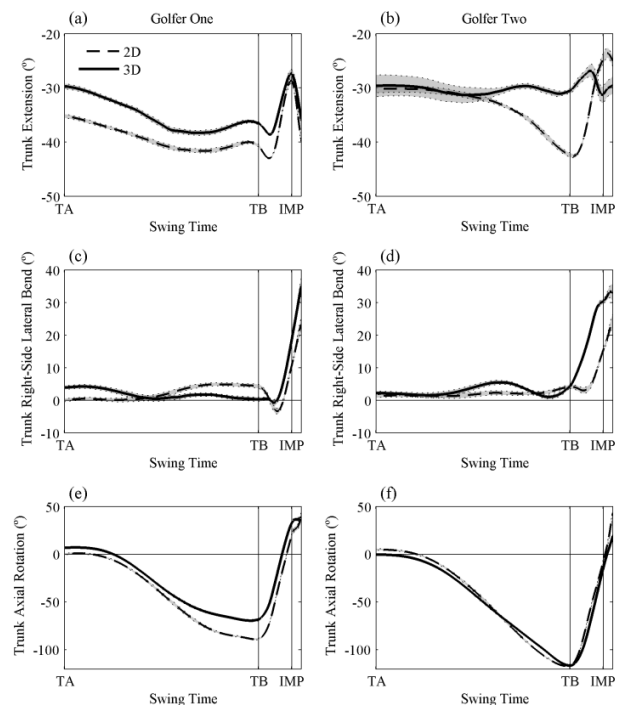 (a)
Golfer One
(b)
Golfer Two
2D
3D
Trunk Extension (º)
-20
-30
-40
-50
TA
TB
IMP
Swing Time
Trunk Extension (º)
-20
-30
-40
-50
TA
TB
IMP
Swing Time
(c)
Trunk Right-Side Lateral Bend (º)
40
30
20
10
0
-10
TA
TB
IMP
Swing Time
(d)
Trunk Right-Side Lateral Bend (º)
40
30
20
10
0
-10
TA
TB
IMP
Swing Time
(e)
Trunk Axial Rotation (º)
50
0
-50
-100
TA
TB
IMP
Swing Time
(f)
Trunk Axial Rotation (º)
50
0
-50
-100
TA
TB
IMP
Swing Time